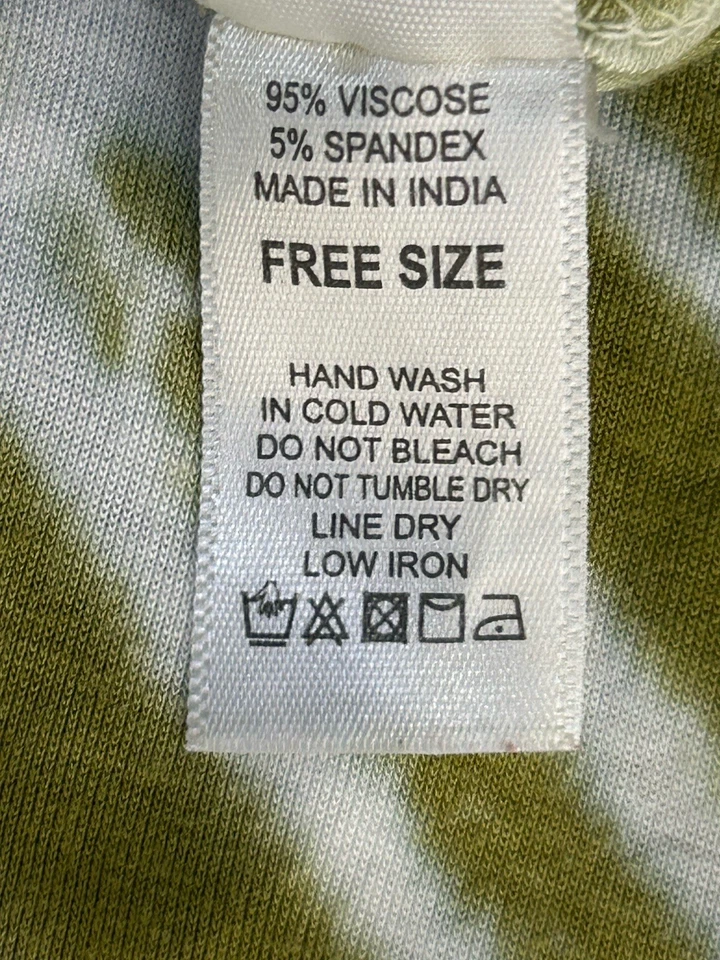 95% VISCOSE
5% SPANDEX
MADE IN INDIA
FREE SIZE
HAND WASH
IN COLD WATER
DO NOT BLEACH
DO NOT TUMBLE DRY
LINE DRY
LOW IRON